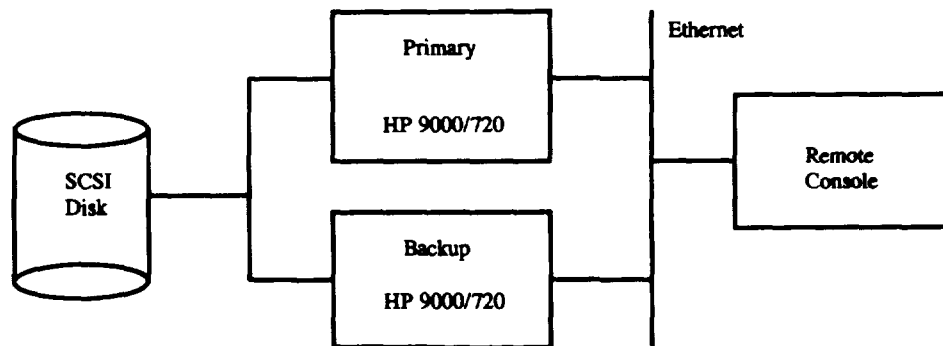 Ethernet
Primary
HP 9000/720
SCSI
Disk
Remote
Console
Backup
HP 9000/720